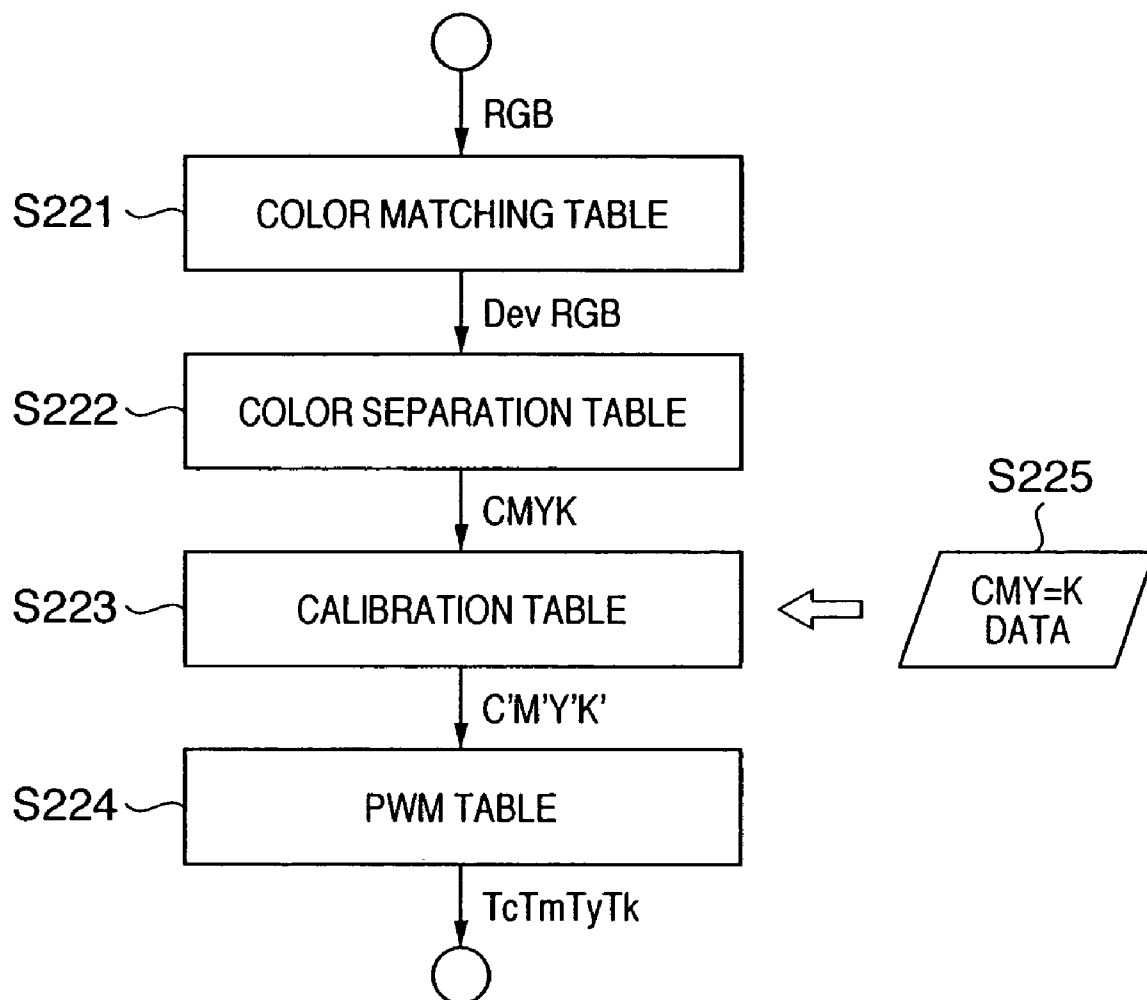 RGB
S221
COLOR MATCHING TABLE
Dev RGB
S222
COLOR SEPARATION TABLE
CMYK
S225
S223
CALIBRATION TABLE
CMY=K
DATA
C'M'Y'K'
S224
PWM TABLE
TcTmTyTk